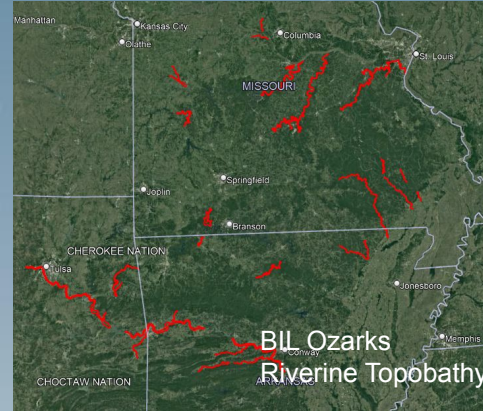 Manhattan
Kansas City
Olathe
Columbia
St. Louis
MISSOURI
Springfield
Joplin
Branson
CHEROKEE NATION
Tulsa
Jonesboro
Memphis
BIL Ozarks
Conway
Riverine Topobathy
CHOCTAW NATION
ARKANSAS